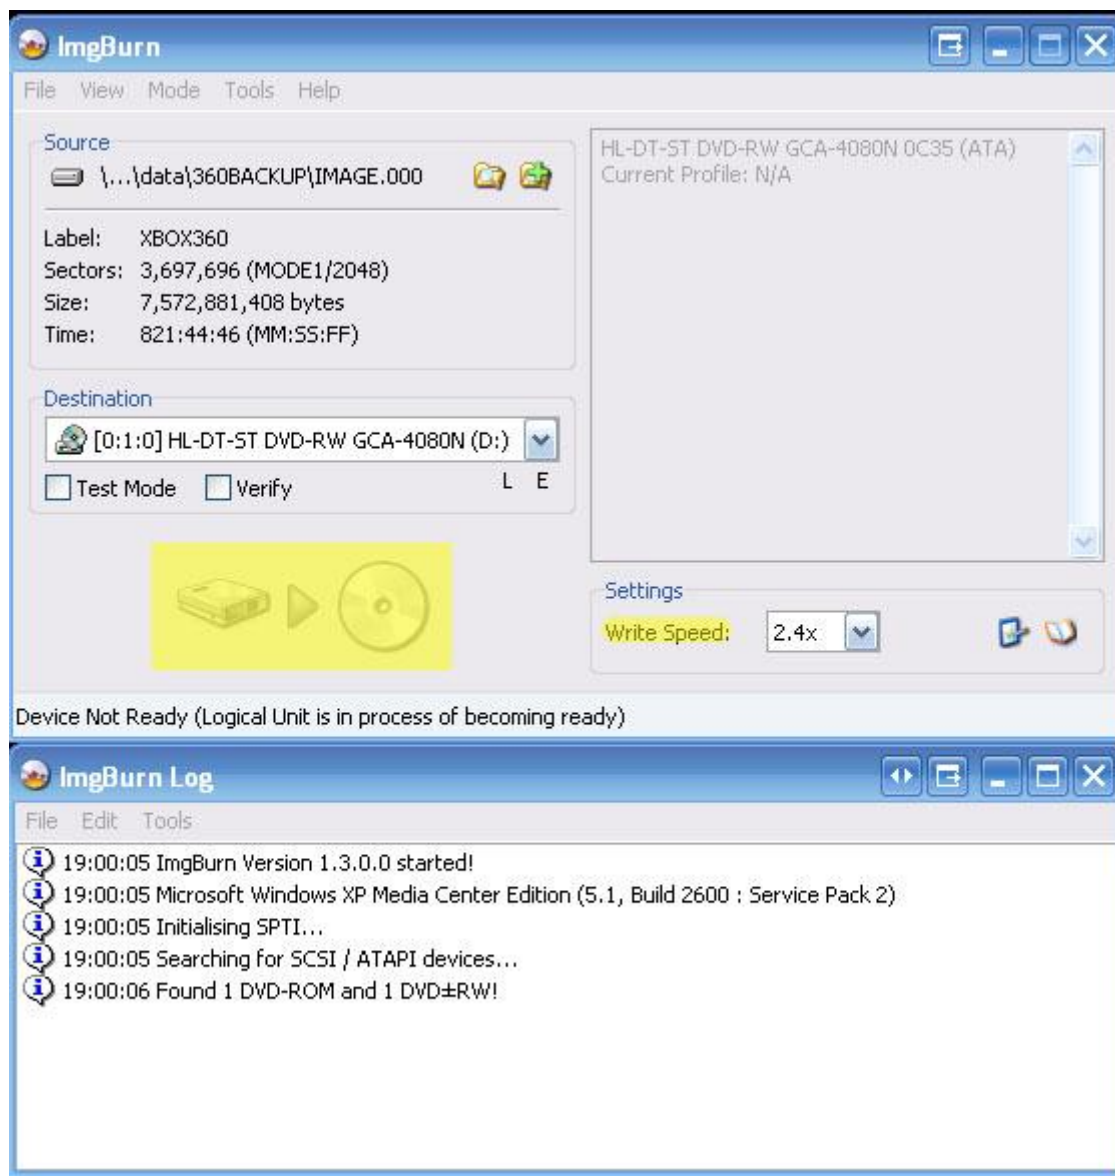 ImgBurn
File View Mode Tools Help
Source
\...\data\360BACKUP\IMAGE.000
Label: XBOX360
Sectors: 3,697,696 (MODE1/2048)
Size: 7,572,881,408 bytes
Time: 821:44:46 (MM:SS:FF)
Destination
[0:1:0] HL-DT-ST DVD-RW GCA-4080N (D:)
Test Mode Verify L E
HL-DT-ST DVD-RW GCA-4080N 0C35 (ATA)
Current Profile: N/A
Settings
Write Speed: 2.4x
Device Not Ready (Logical Unit is in process of becoming ready)
ImgBurn Log
File Edit Tools
19:00:05 ImgBurn Version 1.3.0.0 started!
19:00:05 Microsoft Windows XP Media Center Edition (5.1, Build 2600 : Service Pack 2)
19:00:05 Initialising SPTI...
19:00:05 Searching for SCSI / ATAPI devices...
19:00:06 Found 1 DVD-ROM and 1 DVD±RW!